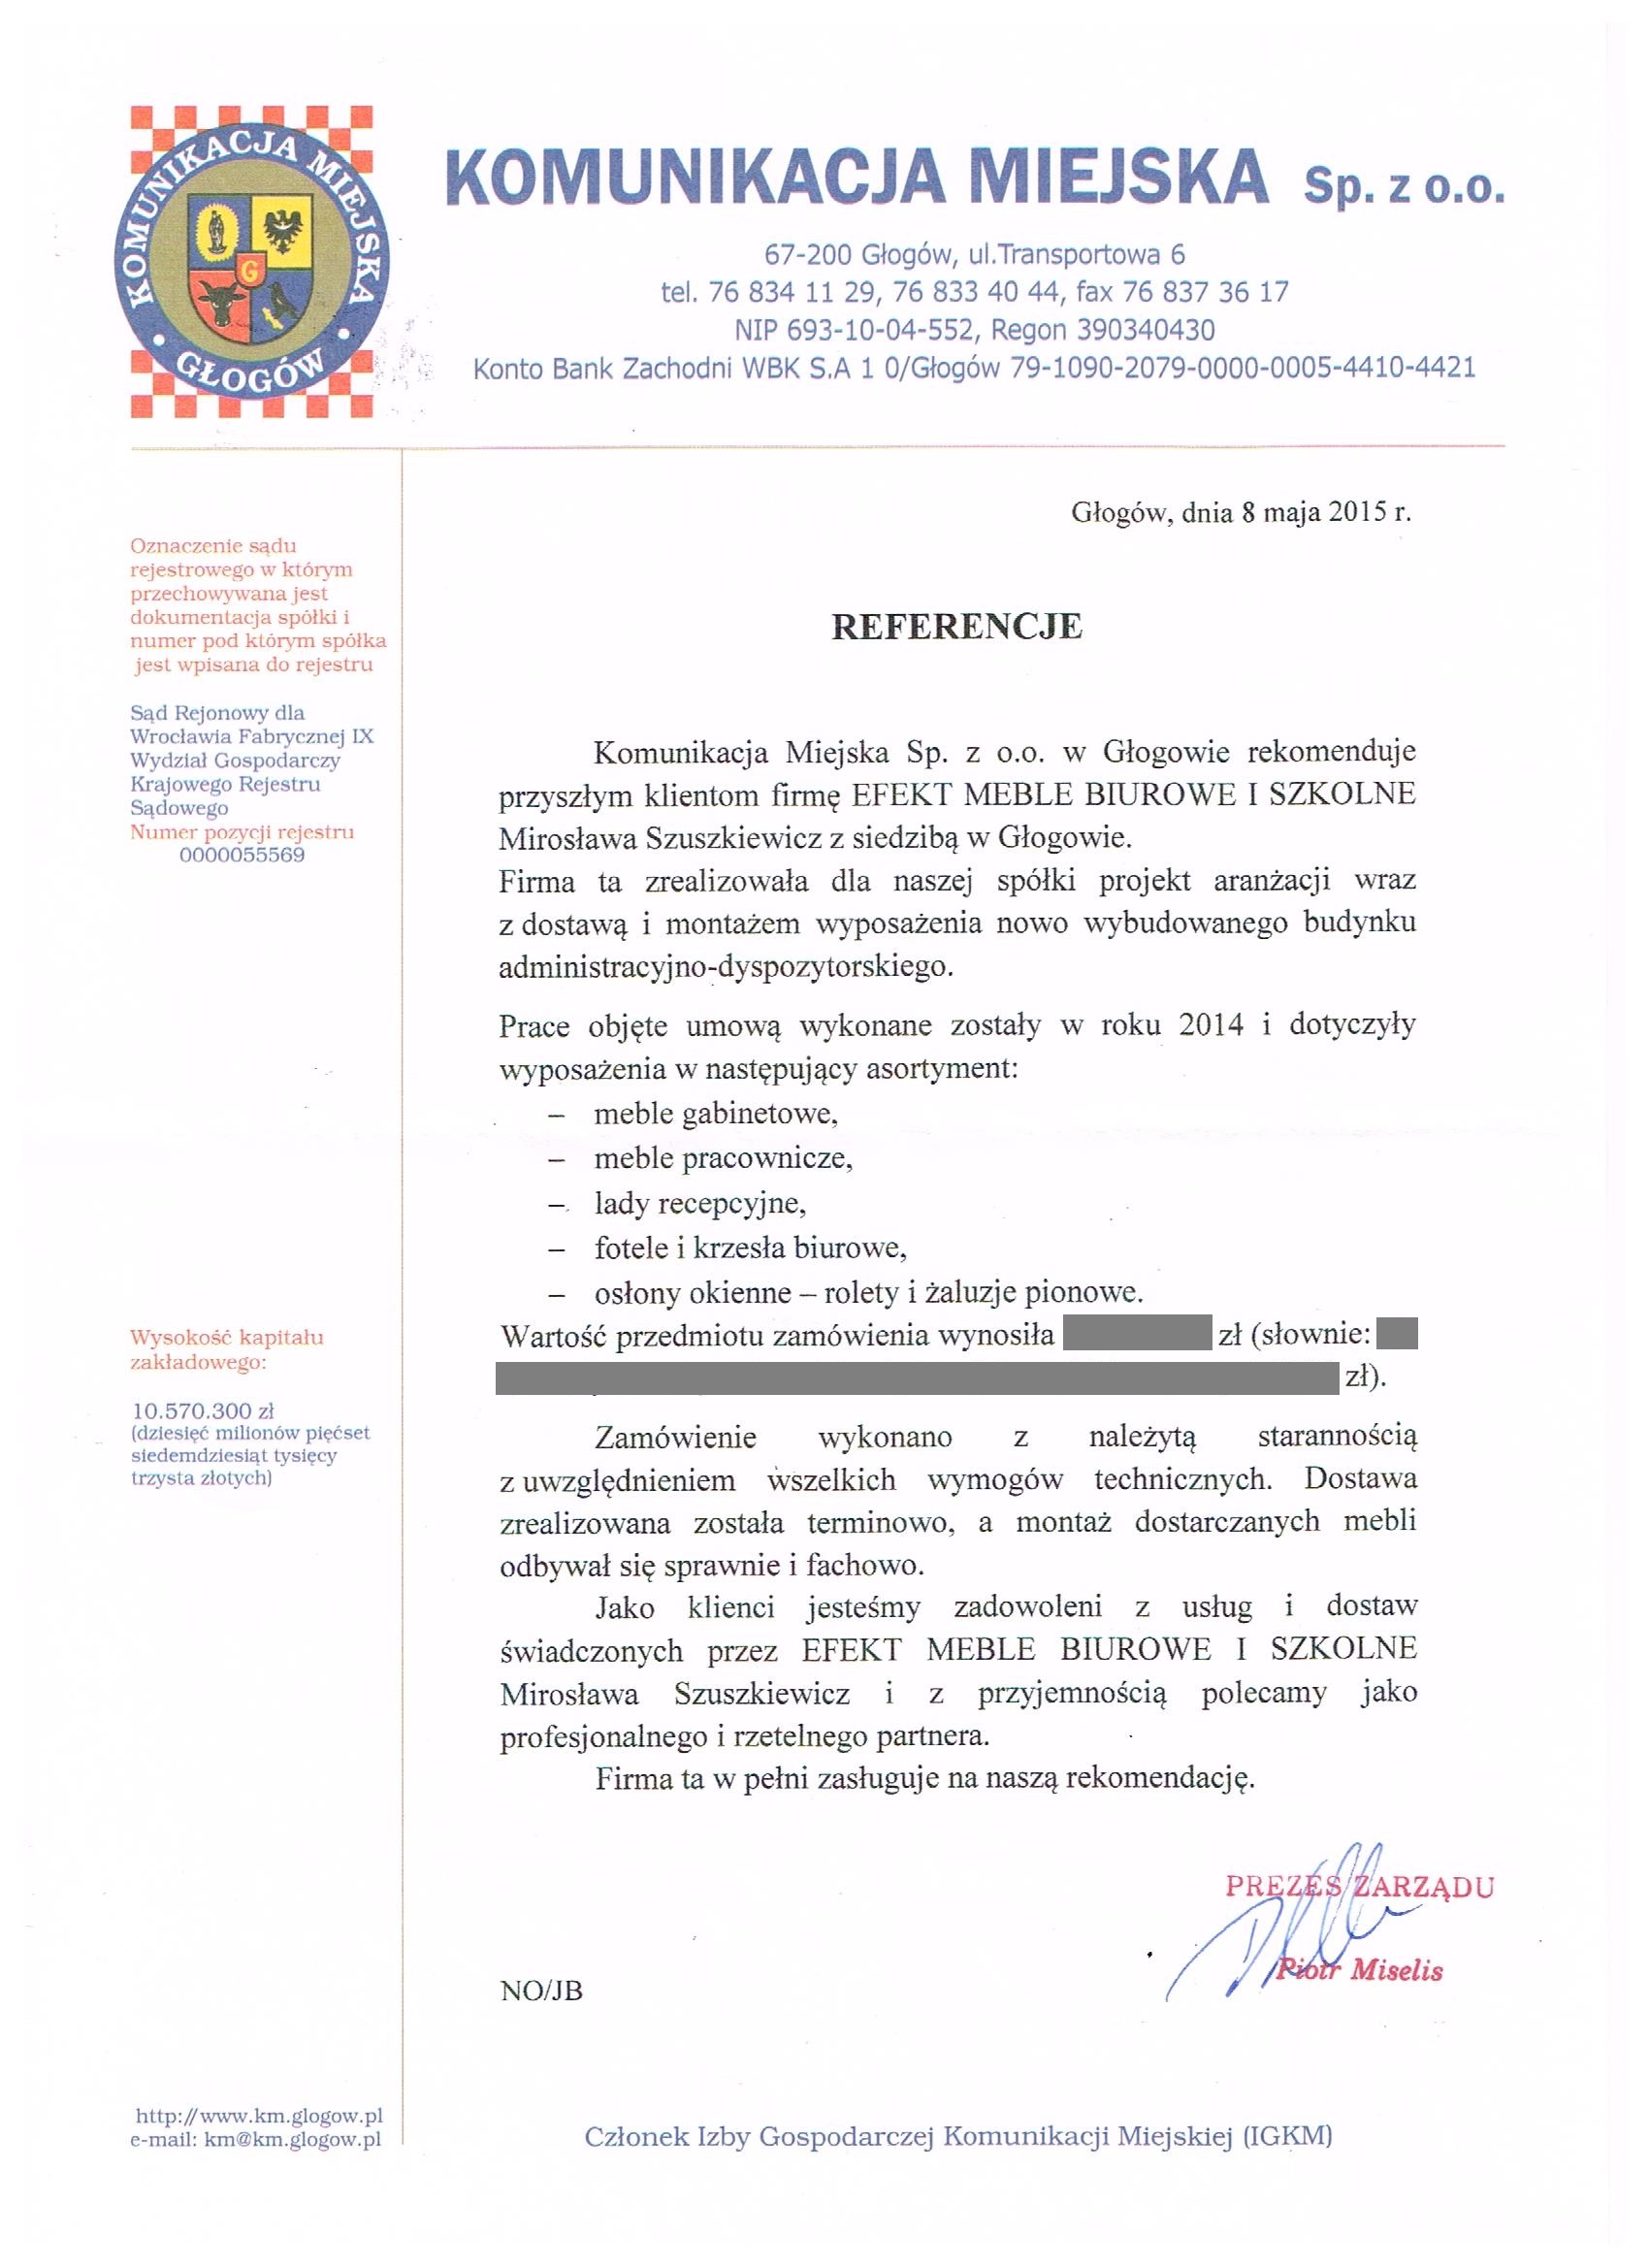 KOMUNIKACJA MIEJSKA
GŁOGÓW
G
KOMUNIKACJA MIEJSKA Sp. z o.o.
67-200 Głogów, ul.Transportowa 6
tel. 76 834 11 29, 76 833 40 44, fax 76 837 36 17
NIP 693-10-04-552, Regon 390340430
Konto Bank Zachodni WBK S.A 1 0/Głogów 79-1090-2079-0000-0005-4410-4421
Oznaczenie sądu
rejestrowego w którym
przechowywana jest
dokumentacja spółki i
numer pod którym spółka
jest wpisana do rejestru
Sąd Rejonowy dla
Wrocławia Fabrycznej IX
Wydział Gospodarczy
Krajowego Rejestru
Sądowego
Numer pozycji rejestru
0000055569
Wysokość kapitału
zakładowego:
10.570.300 zł
(dziesięć milionów pięćset
siedemdziesiąt tysięcy
trzysta złotych)
http://www.km.glogow.pl
e-mail: km@km.glogow.pl
Głogów, dnia 8 maja 2015 r.
REFERENCJE
Komunikacja Miejska Sp. z o.o. w Głogowie rekomenduje
przyszłym klientom firmę EFEKT MEBLE BIUROWE I SZKOLNE
Mirosława Szuszkiewicz z siedzibą w Głogowie.
Firma ta zrealizowała dla naszej spółki projekt aranżacji wraz
z dostawą i montażem wyposażenia nowo wybudowanego budynku
administracyjno-dyspozytorskiego.
Prace objęte umową wykonane zostały w roku 2014 i dotyczyły
wyposażenia w następujący asortyment:
– meble gabinetowe,
– meble pracownicze,
– lady recepcyjne,
– fotele i krzesła biurowe,
– osłony okienne – rolety i żaluzje pionowe.
Wartość przedmiotu zamówienia wynosiła zł (słownie:
zł).
Zamówienie wykonano z należytą starannością
z uwzględnieniem wszelkich wymogów technicznych. Dostawa
zrealizowana została terminowo, a montaż dostarczanych mebli
odbywał się sprawnie i fachowo.
Jako klienci jesteśmy zadowoleni z usług i dostaw
świadczonych przez EFEKT MEBLE BIUROWE I SZKOLNE
Mirosława Szuszkiewicz i z przyjemnością polecamy jako
profesjonalnego i rzetelnego partnera.
Firma ta w pełni zasługuje na naszą rekomendację.
PREZES ZARZĄDU
Piotr Miselis
NO/JB
Członek Izby Gospodarczej Komunikacji Miejskiej (IGKM)